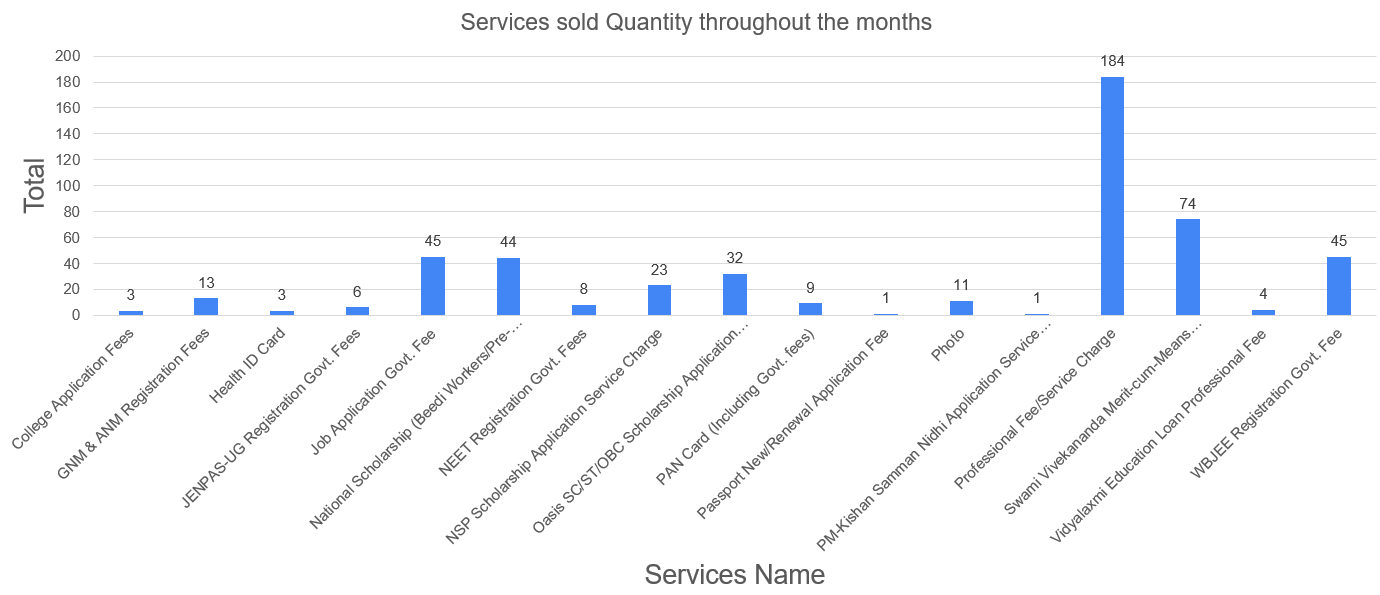 Services sold Quantity throughout the months
Total
200
180
160
140
120
100
80
60
40
20
0
3
13
3
6
45
44
8
23
32
9
1
11
1
184
74
4
45
College Application Fees
GNM & ANM Registration Fees
Health ID Card
JENPAS-UG Registration Govt. Fees
Job Application Govt. Fee
National Scholarship (Beedi Workers/Pre-…
NEET Registration Govt. Fees
NSP Scholarship Application Service Charge
Oasis SC/ST/OBC Scholarship Application…
PAN Card (Including Govt. fees)
Passport New/Renewal Application Fee
Photo
PM-Kishan Samman Nidhi Application Service…
Professional Fee/Service Charge
Swami Vivekananda Merit-cum-Means…
Vidyalaxmi Education Loan Professional Fee
WBJEE Registration Govt. Fee
Services Name